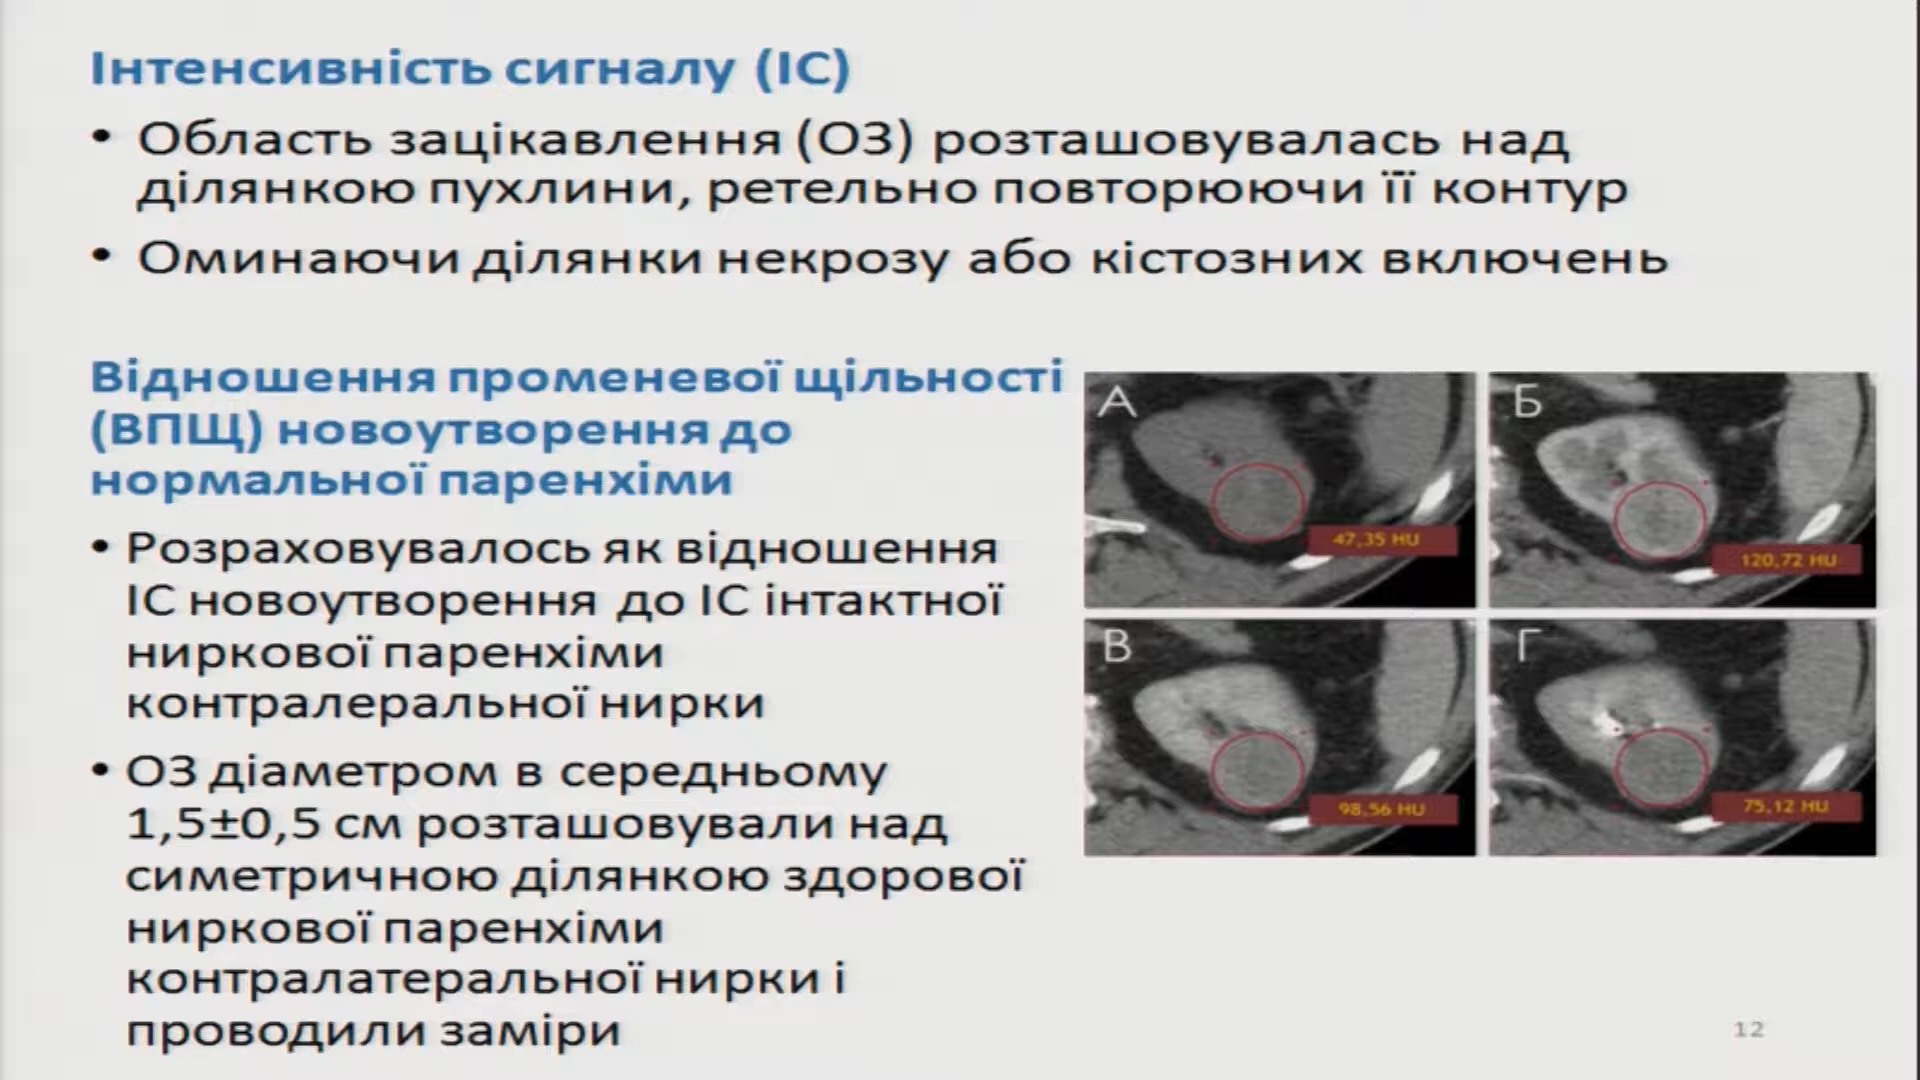 Інтенсивність сигналу (ІС)
• Область зацікавлення (ОЗ) розташовувалась над
ділянкою пухлини, ретельно повторюючи її контур
• Оминаючи ділянки некрозу або кістозних включень
Відношення променевої щільності
(ВПЩ) новоутворення до
нормальної паренхіми
• Розраховувалось як відношення
ІС новоутворення до ІС інтактної
ниркової паренхіми
контралеральної нирки
• ОЗ діаметром в середньому
1,5±0,5 см розташовували над
симетричною ділянкою здорової
ниркової паренхіми
контралатеральної нирки і
проводили заміри
А
47,35 HU
Б
120,72 HU
В
98,56 HU
Г
75,12 HU
12